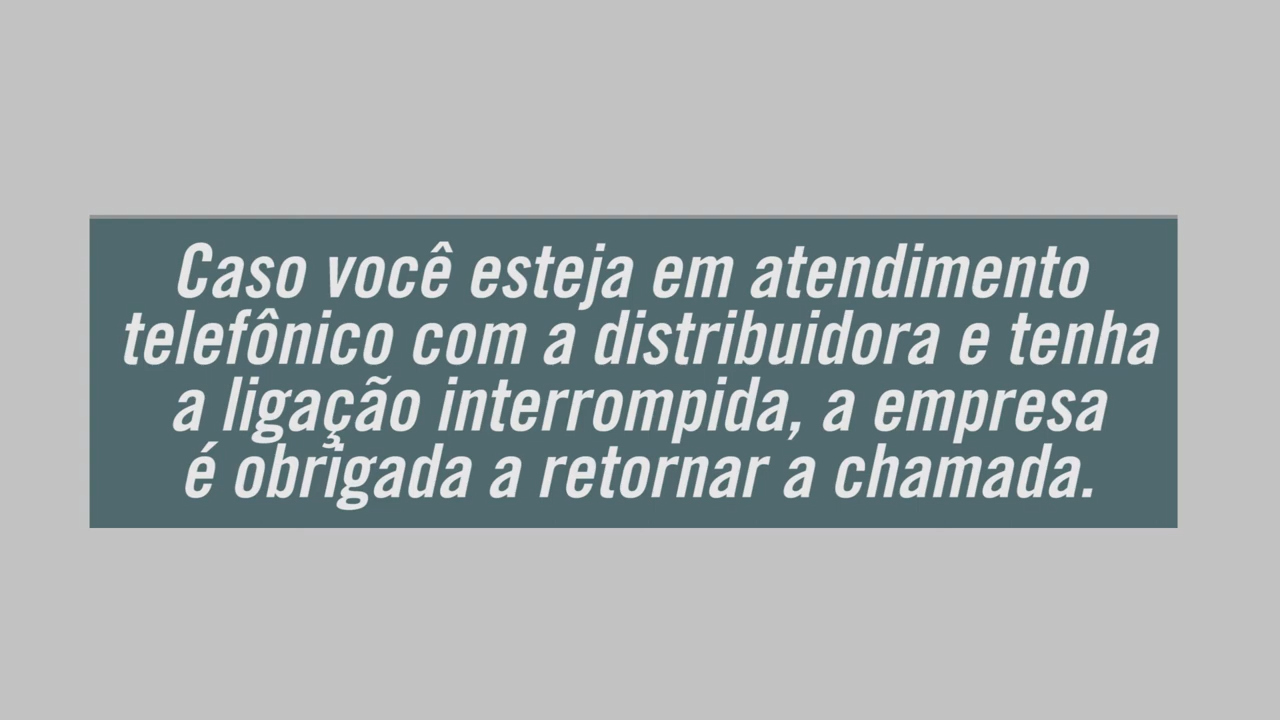 Caso você esteja em atendimento
telefônico com a distribuidora e tenha
a ligação interrompida, a empresa
é obrigada a retornar a chamada.